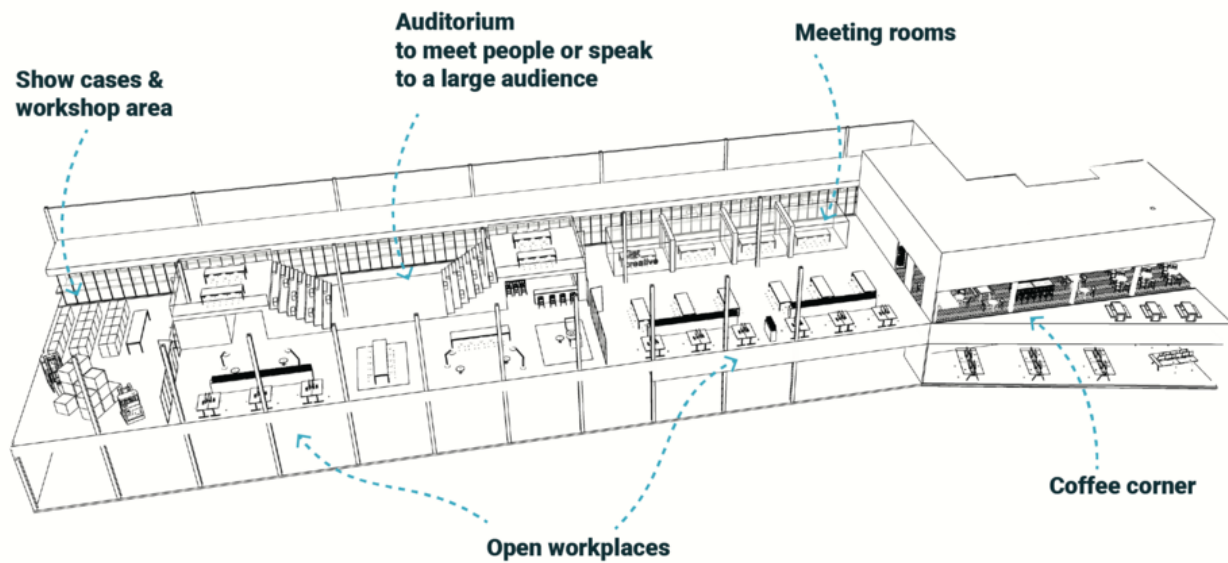 Auditorium
to meet people or speak
to a large audience
Meeting rooms
Show cases &
workshop area
creative
Coffee corner
Open workplaces